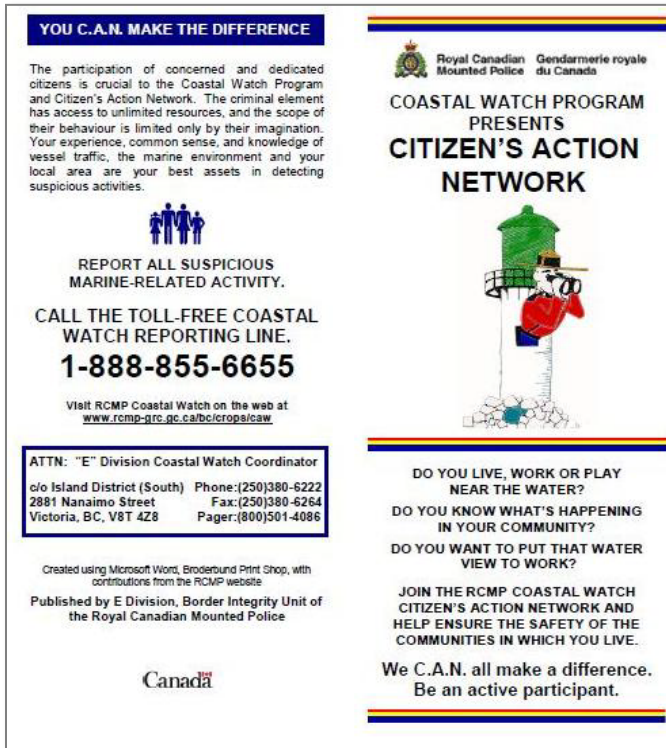 YOU C.A.N. MAKE THE DIFFERENCE
The participation of concerned and dedicated
citizens is crucial to the Coastal Watch Program
and Citizen's Action Network. The criminal element
has access to unlimited resources, and the scope of
their behaviour is limited only by their imagination.
Your experience, common sense, and knowledge of
vessel traffic, the marine environment and your
local area are your best assets in detecting
suspicious activities.
REPORT ALL SUSPICIOUS
MARINE-RELATED ACTIVITY.
CALL THE TOLL-FREE COASTAL
WATCH REPORTING LINE.
1-888-855-6655
Visit RCMP Coastal Watch on the web at
www.rcmp-grc.gc.ca/bc/crops/caw
ATTN: "E" Division Coastal Watch Coordinator
c/o Island District (South) Phone:(250)380-6222
2881 Nanaimo Street Fax:(250)380-6264
Victoria, BC, V8T 4Z8 Pager:(800)501-4086
Created using Microsoft Word, Broderbund Print Shop, with
contributions from the RCMP website
Published by E Division, Border Integrity Unit of
the Royal Canadian Mounted Police
Canada
Royal Canadian Gendarmerie royale
Mounted Police du Canada
COASTAL WATCH PROGRAM
PRESENTS
CITIZEN'S ACTION
NETWORK
DO YOU LIVE, WORK OR PLAY
NEAR THE WATER?
DO YOU KNOW WHAT'S HAPPENING
IN YOUR COMMUNITY?
DO YOU WANT TO PUT THAT WATER
VIEW TO WORK?
JOIN THE RCMP COASTAL WATCH
CITIZEN'S ACTION NETWORK AND
HELP ENSURE THE SAFETY OF THE
COMMUNITIES IN WHICH YOU LIVE.
We C.A.N. all make a difference.
Be an active participant.